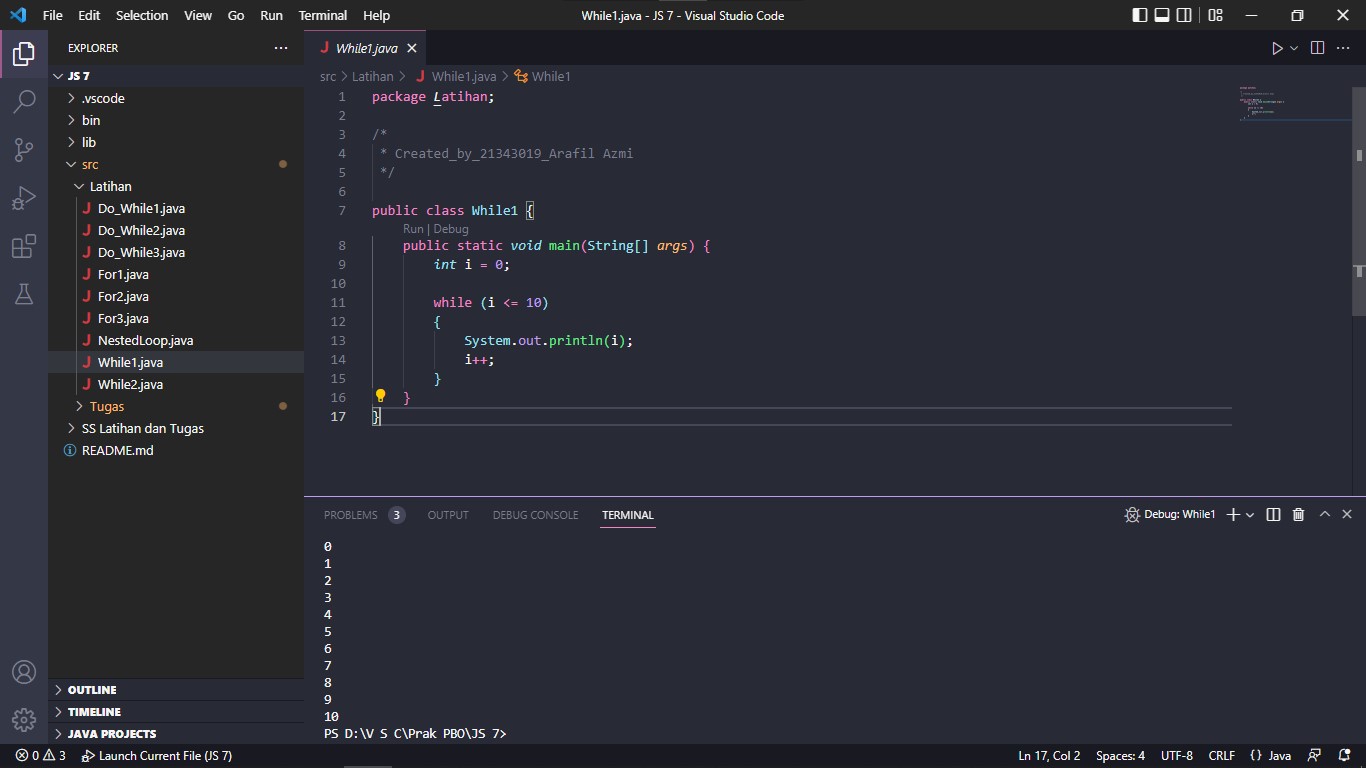 File Edit Selection View Go Run Terminal Help While1.java - JS 7 - Visual Studio Code
EXPLORER
JS 7
.vscode
bin
lib
src
Latihan
Do_While1.java
Do_While2.java
Do_While3.java
For1.java
For2.java
For3.java
NestedLoop.java
While1.java
While2.java
Tugas
SS Latihan dan Tugas
README.md
OUTLINE
TIMELINE
JAVA PROJECTS
While1.java
src > Latihan > While1.java > While1
1 package Latihan;
2
3 /*
4  * Created_by_21343019_Arafil Azmi
5  */
6
7 public class While1 {
Run | Debug
8     public static void main(String[] args) {
9         int i = 0;
10
11         while (i <= 10)
12         {
13             System.out.println(i);
14             i++;
15         }
16     }
17 }
PROBLEMS 3 OUTPUT DEBUG CONSOLE TERMINAL Debug: While1
0
1
2
3
4
5
6
7
8
9
10
PS D:\V S C\Prak PBO\JS 7>
0 3 Launch Current File (JS 7) Ln 17, Col 2 Spaces: 4 UTF-8 CRLF {} Java